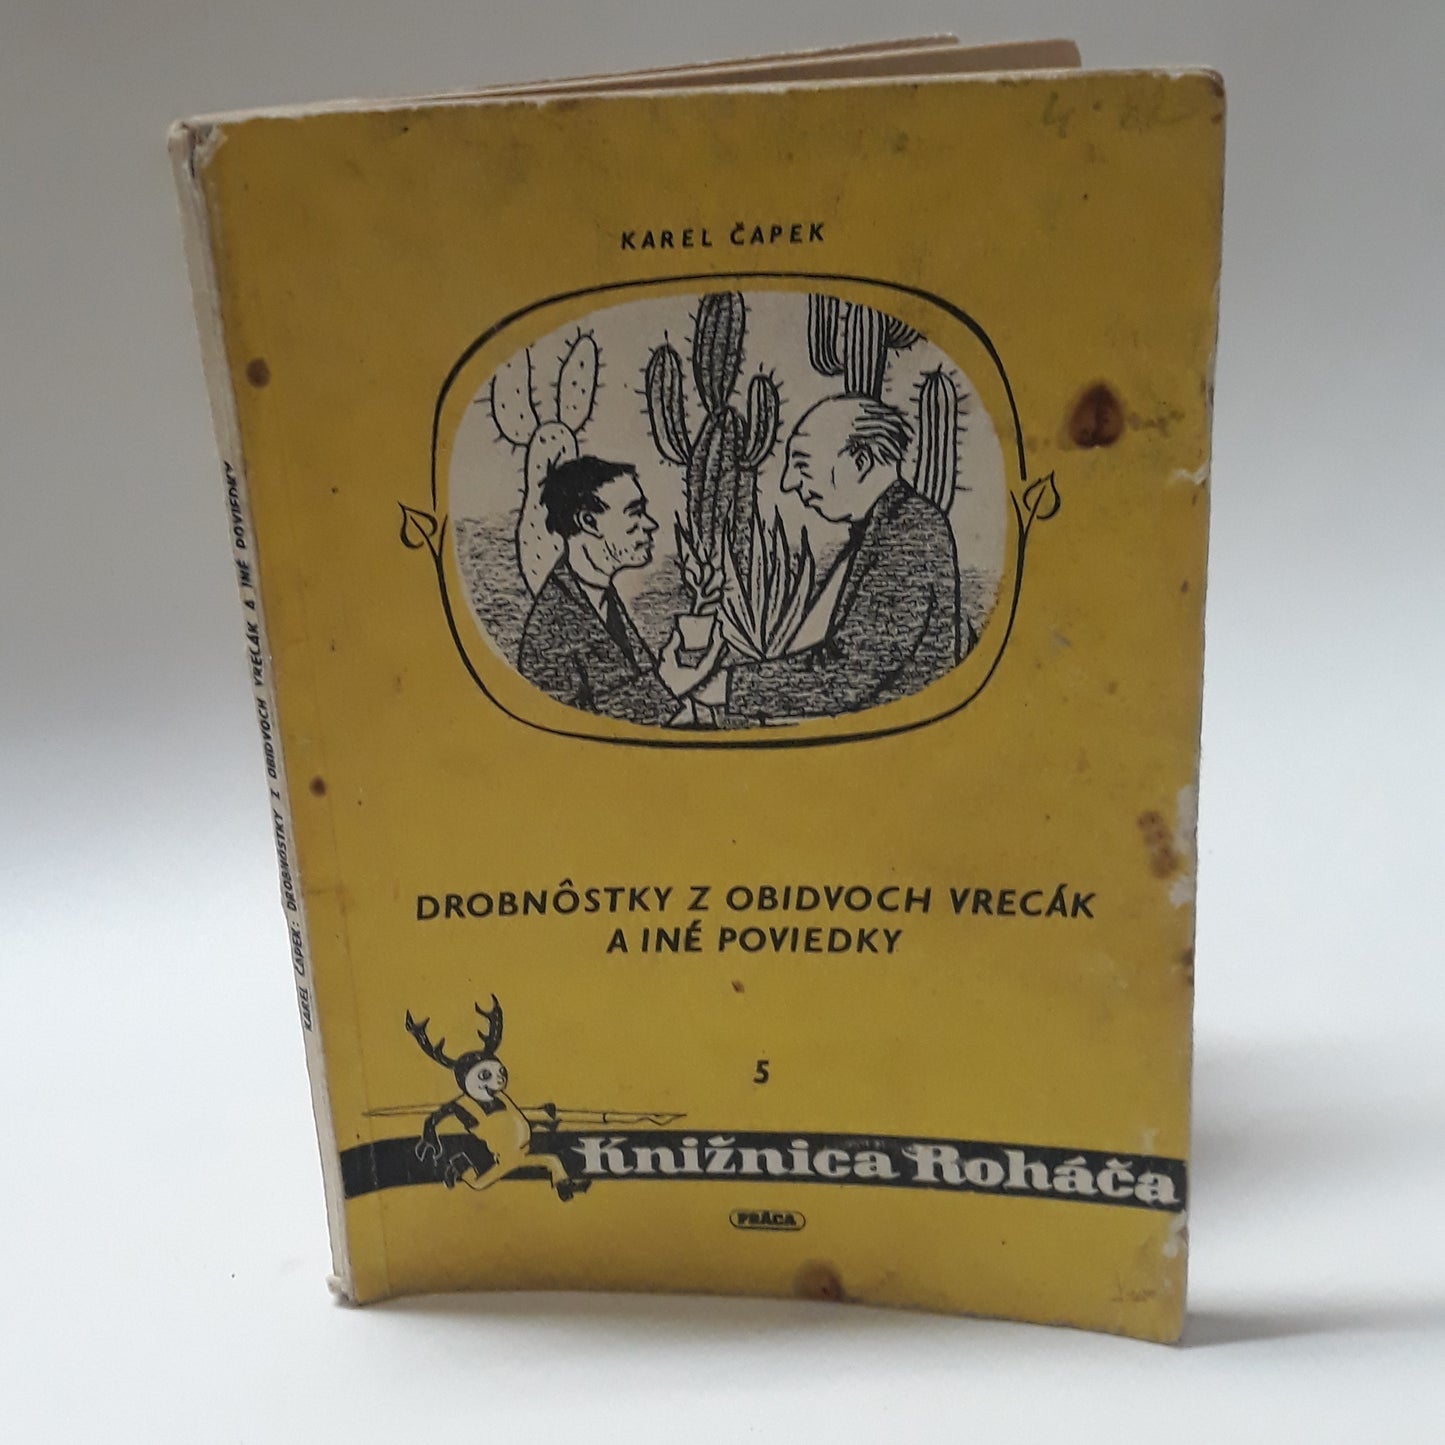 KAREL ČAPEK
DROBNÔSTKY Z OBIDVOCH VRECÁK
A INÉ POVIEDKY
5
Knižnica Roháča
PRÁCA
KAREL ČAPEK: DROBNÔSTKY Z OBIDVOCH VRECÁK A INÉ POVIEDKY